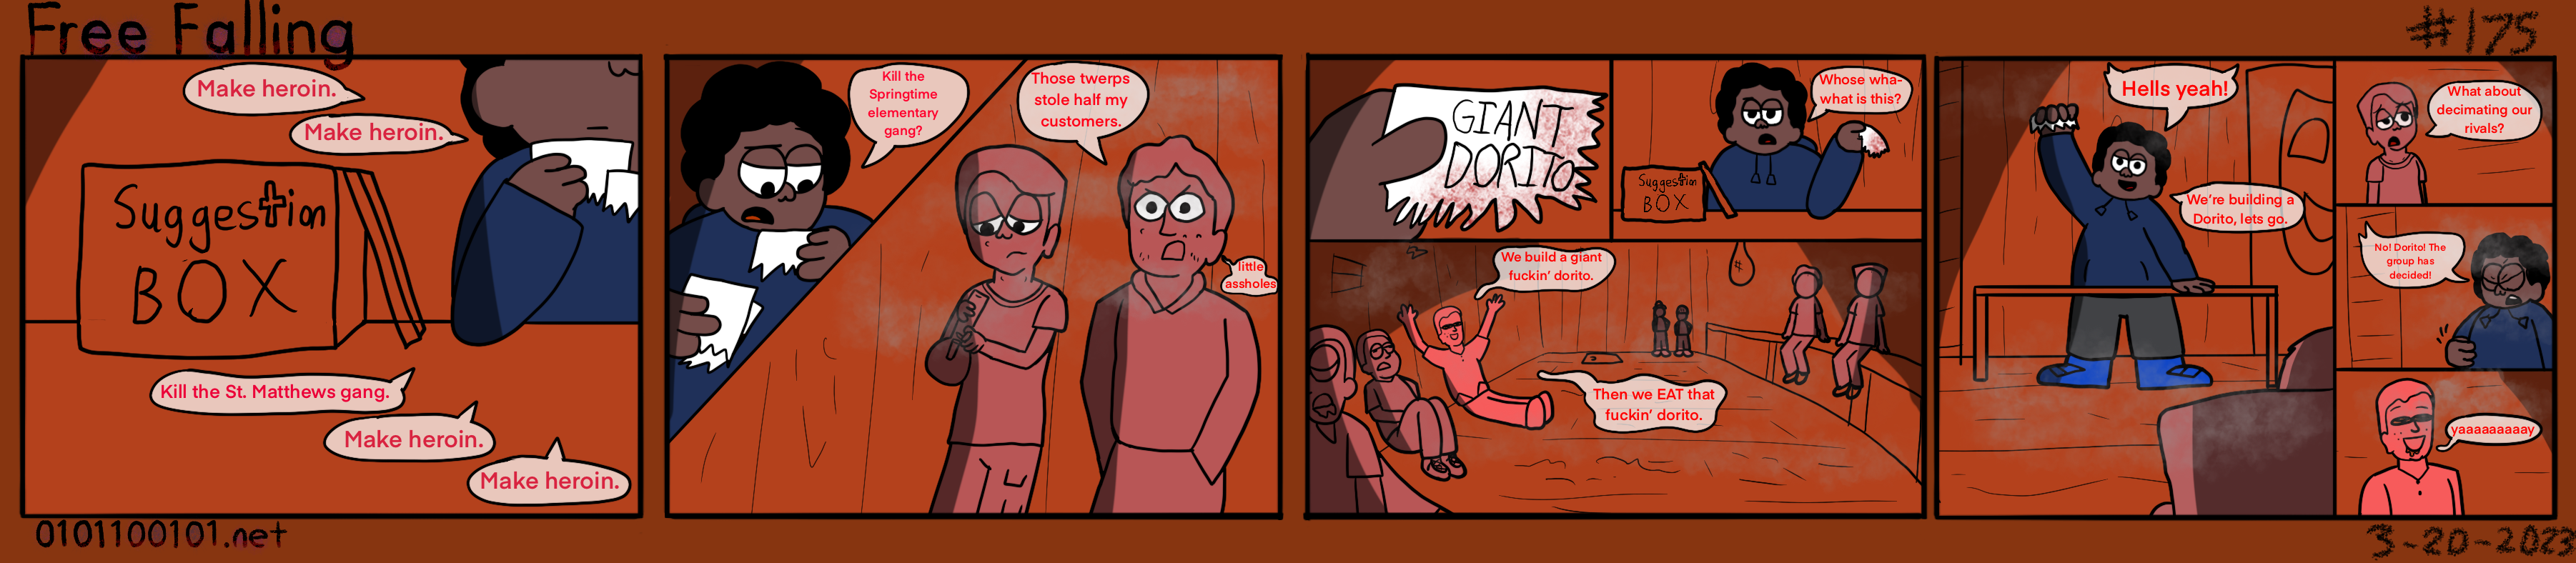 Free Falling
#175
Make heroin.
Make heroin.
Suggestion
BOX
Kill the St. Matthews gang.
Make heroin.
Make heroin.
Kill the
Springtime
elementary
gang?
Those twerps
stole half my
customers.
little
assholes
GIANT
DORITO
Whose wha-
what is this?
Suggestion
BOX
We build a giant
fuckin' dorito.
Then we EAT that
fuckin' dorito.
Hells yeah!
We're building a
Dorito, lets go.
What about
decimating our
rivals?
No! Dorito! The
group has
decided!
yaaaaaaaay
0101100101.net
3-20-2023